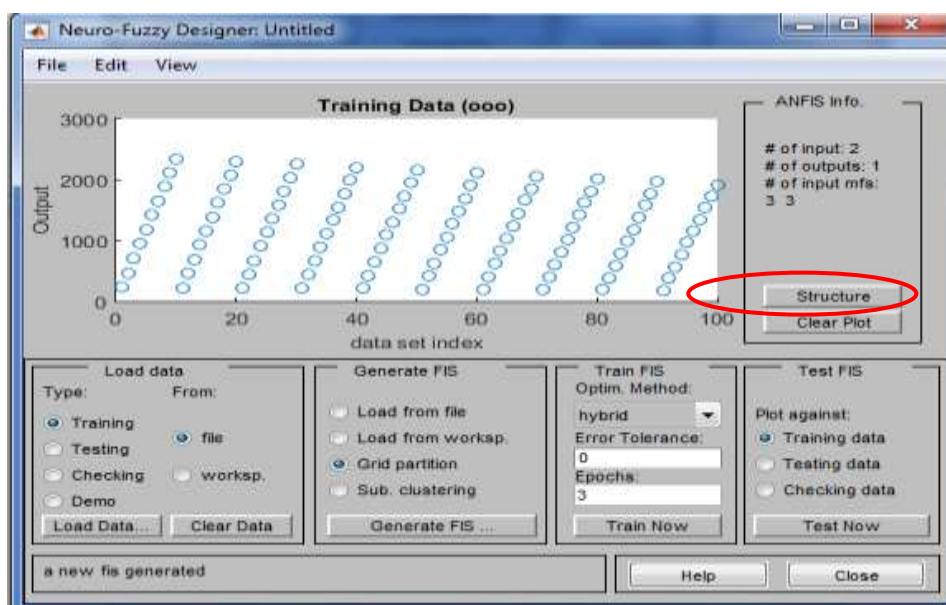 Neuro-Fuzzy Designer: Untitled
File Edit View
Training Data (ooo)
3000
2000
1000
0
Output
0 20 40 60 80 100
data set index
ANFIS Info.
# of input: 2
# of outputs: 1
# of input mfs:
3 3
Structure
Clear Plot
Load data
Type: From:
Training
Testing
Checking
Demo
file
worksp.
Load Data... Clear Data
Generate FIS
Load from file
Load from worksp.
Grid partition
Sub. clustering
Generate FIS ...
Train FIS
Optim. Method:
hybrid
Error Tolerance:
0
Epochs:
3
Train Now
Test FIS
Plot against:
Training data
Testing data
Checking data
Test Now
a new fis generated
Help Close